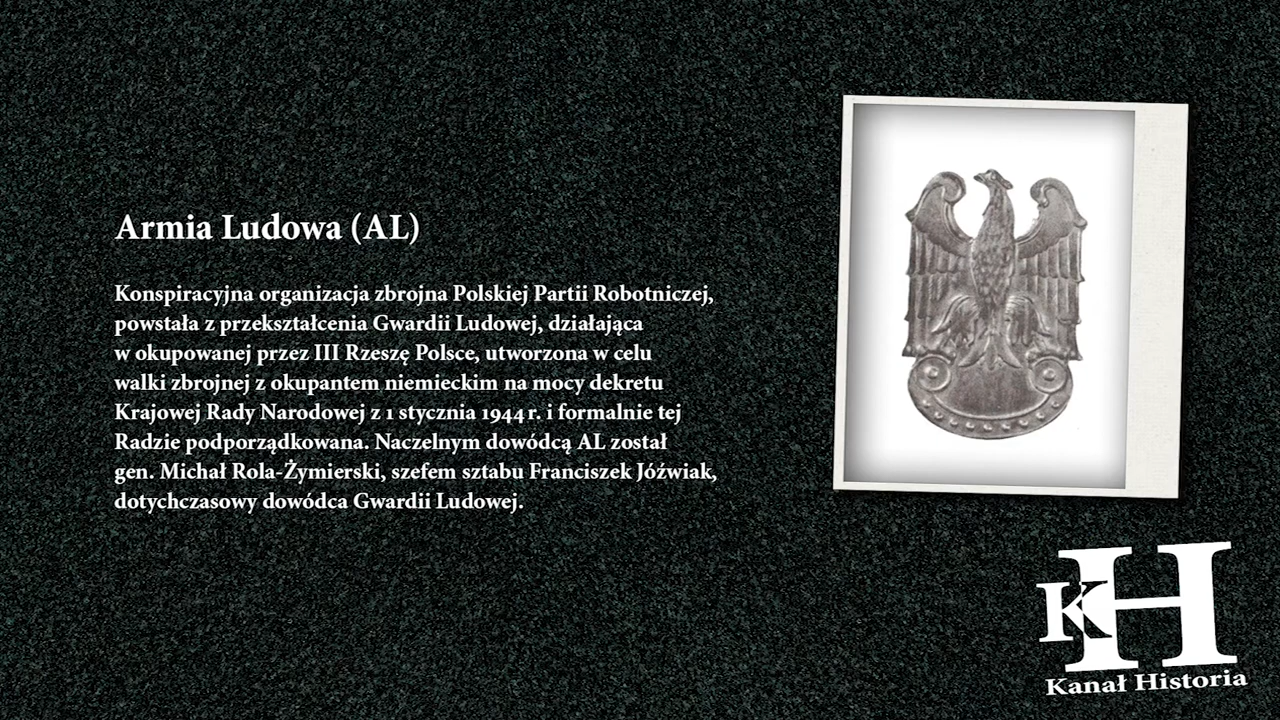 Armia Ludowa (AL)
Konspiracyjna organizacja zbrojna Polskiej Partii Robotniczej,
powstała z przekształcenia Gwardii Ludowej, działająca
w okupowanej przez III Rzeszę Polsce, utworzona w celu
walki zbrojnej z okupantem niemieckim na mocy dekretu
Krajowej Rady Narodowej z 1 stycznia 1944 r. i formalnie tej
Radzie podporządkowana. Naczelnym dowódcą AL został
gen. Michał Rola-Żymierski, szefem sztabu Franciszek Jóźwiak,
dotychczasowy dowódca Gwardii Ludowej.
KH
Kanał Historia